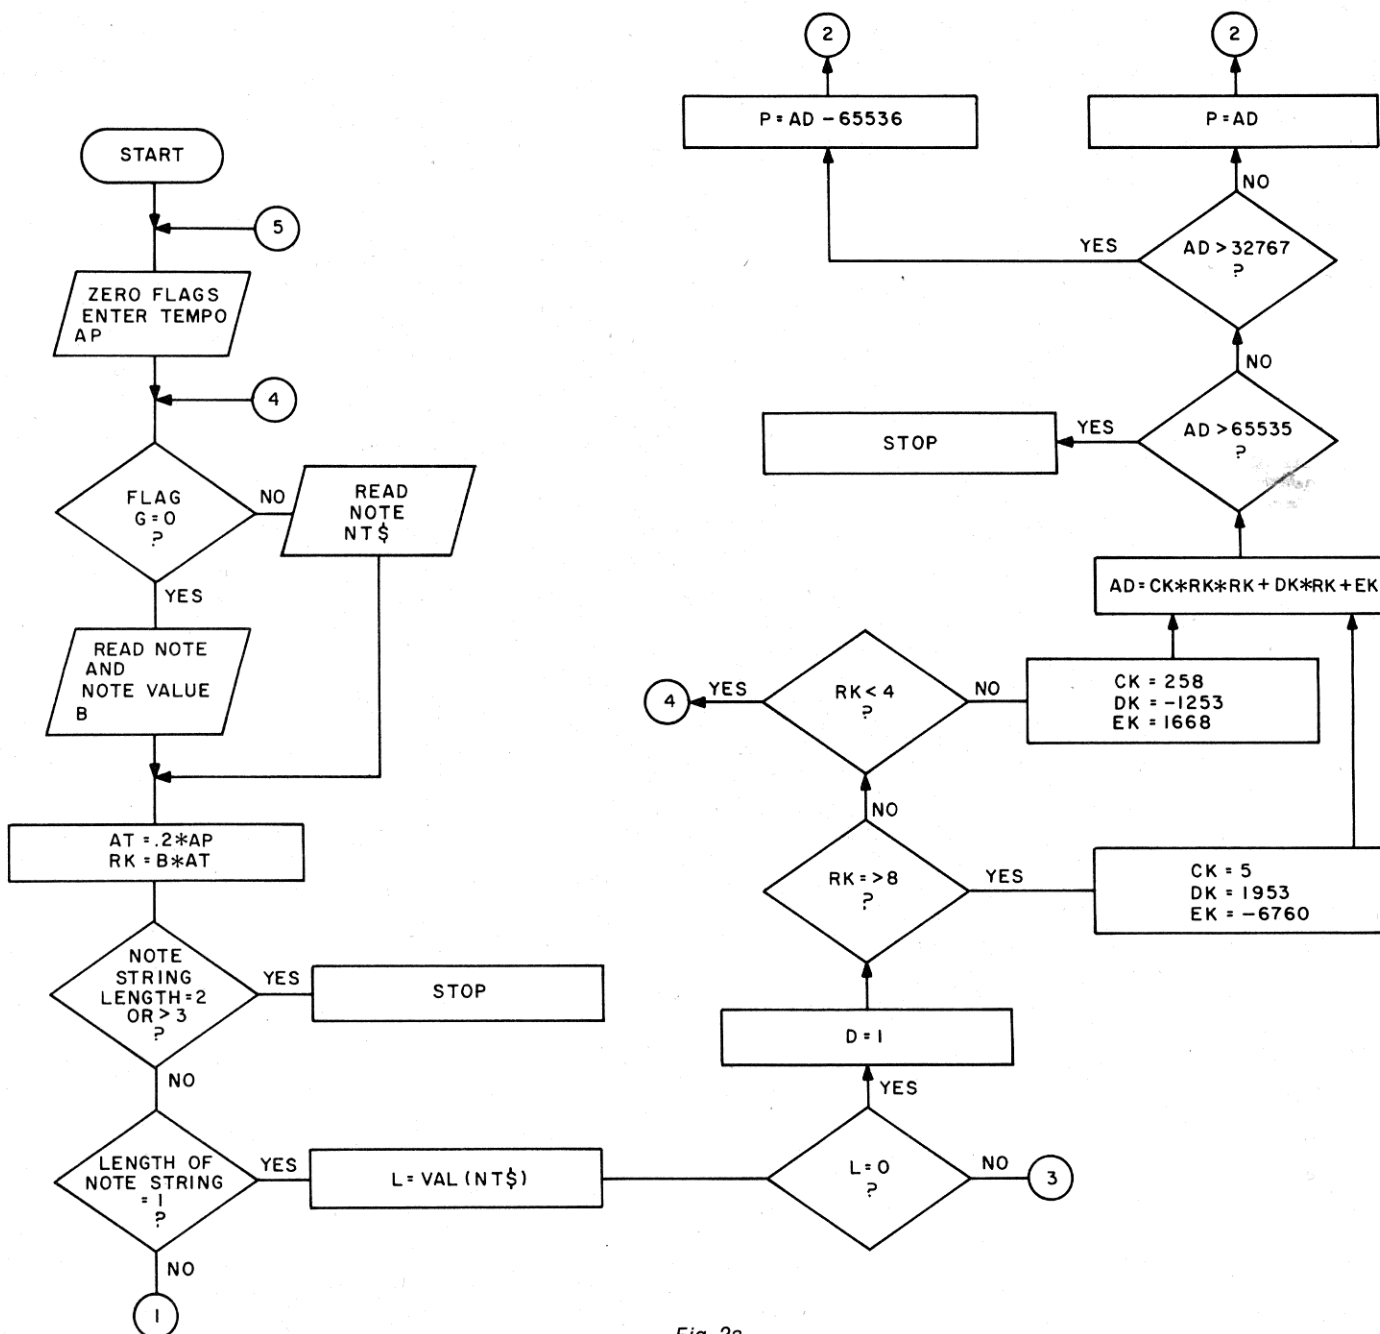 START
5
ZERO FLAGS
ENTER TEMPO
AP
4
FLAG
G=0
?
NO
READ
NOTE
NT$
YES
READ NOTE
AND
NOTE VALUE
B
AT = .2*AP
RK = B*AT
NOTE
STRING
LENGTH=2
OR > 3
?
YES
STOP
NO
LENGTH OF
NOTE STRING
= 1
?
YES
L = VAL (NT$)
NO
1
L=0
?
NO
3
YES
D = 1
RK = >8
?
YES
CK = 5
DK = 1953
EK = -6760
NO
RK < 4
?
YES
4
NO
CK = 258
DK = -1253
EK = 1668
AD=CK*RK*RK+DK*RK+EK
AD > 65535
?
YES
STOP
NO
AD > 32767
?
YES
P = AD - 65536
2
NO
P = AD
2